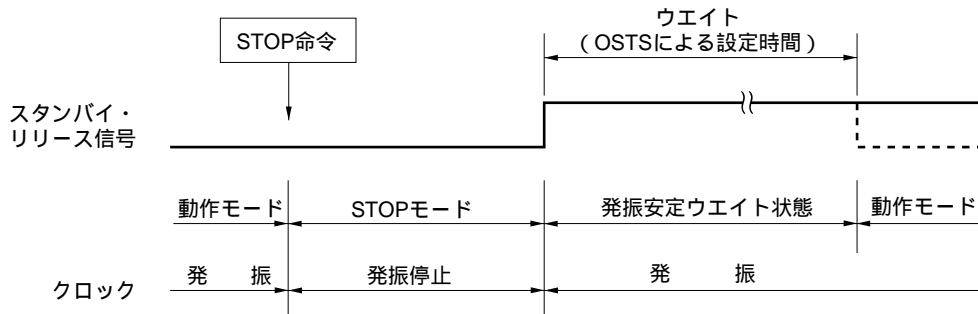 ウエイト
(OSTSによる設定時間)
STOP命令
スタンバイ・
リリース信号
動作モード STOPモード 発振安定ウエイト状態 動作モード
クロック 発 振 発振停止 発 振